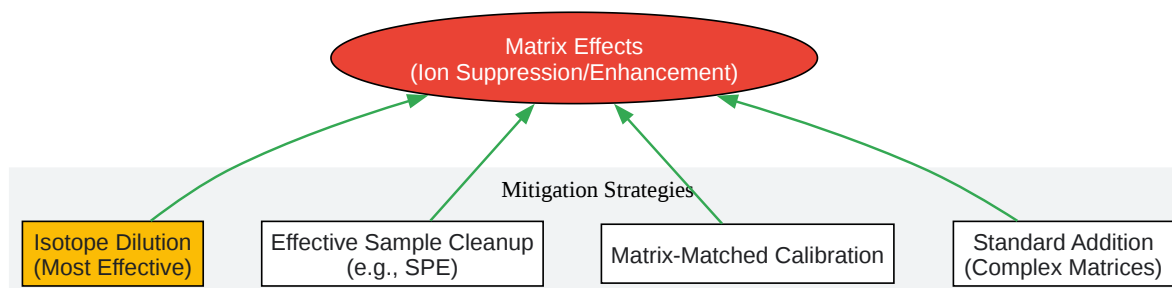 Matrix Effects
(Ion Suppression/Enhancement)
Mitigation Strategies
Isotope Dilution
(Most Effective)
Effective Sample Cleanup
(e.g., SPE)
Matrix-Matched Calibration
Standard Addition
(Complex Matrices)